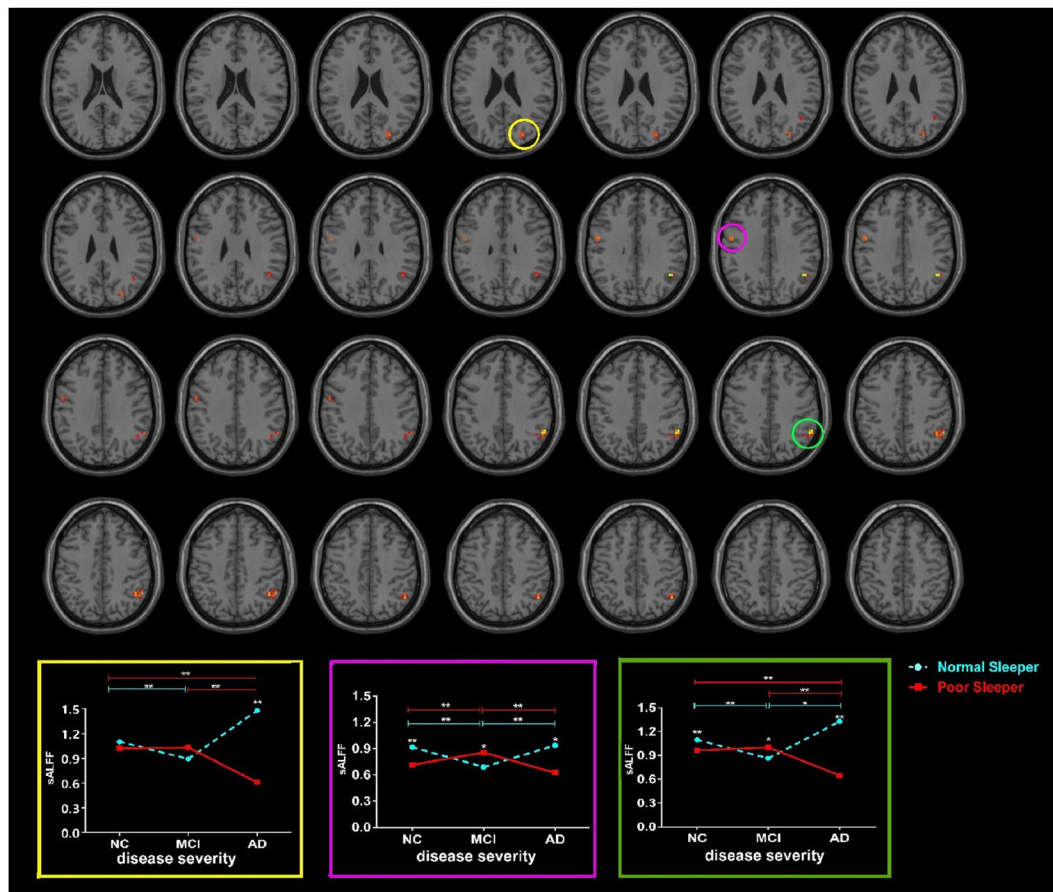 Normal Sleeper
Poor Sleeper
**
** **
**
1.5
1.2
0.9
0.6
0.3
0.0
sALFF
NC MCI AD
disease severity
** **
** **
** * *
1.5
1.2
0.9
0.6
0.3
0.0
sALFF
NC MCI AD
disease severity
**
**
** *
** * **
1.5
1.2
0.9
0.6
0.3
0.0
sALFF
NC MCI AD
disease severity